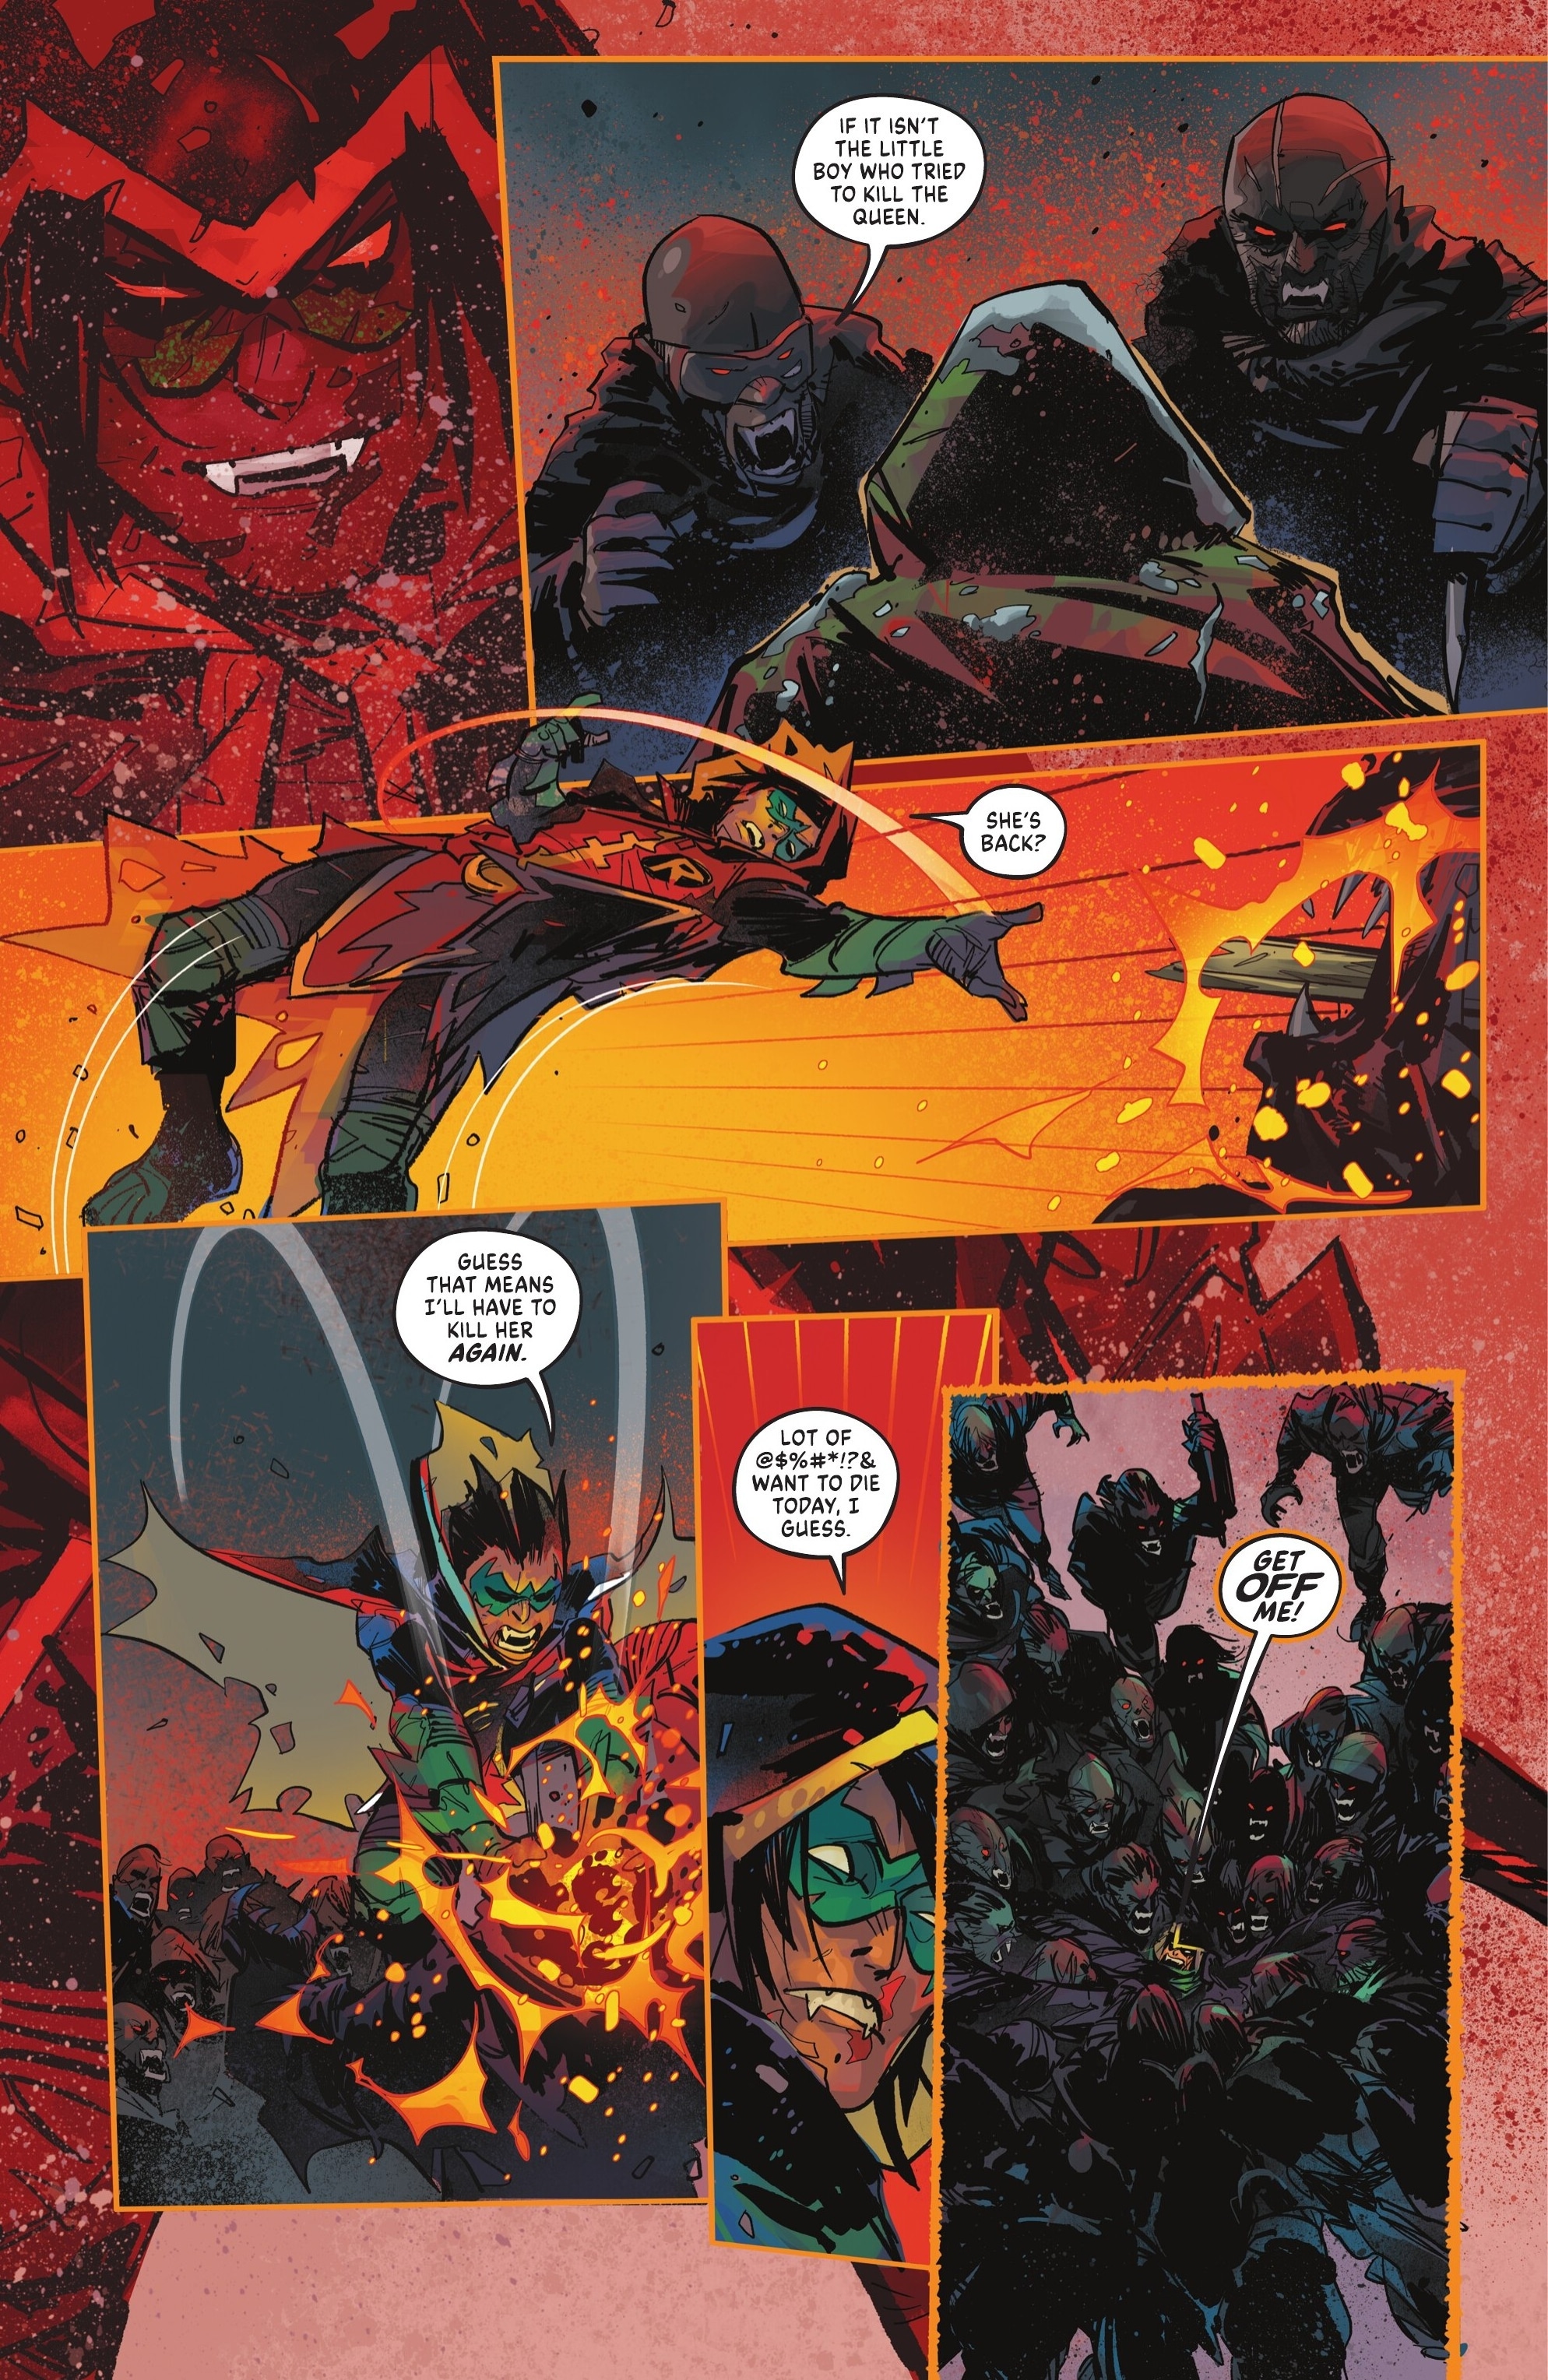 IF IT ISN'T
THE LITTLE
BOY WHO TRIED
TO KILL THE
QUEEN.
SHE'S
BACK?
R
GUESS
THAT MEANS
I'LL HAVE TO
KILL HER
AGAIN.
LOT OF
@$%#*!?&
WANT TO DIE
TODAY, I
GUESS.
GET
OFF
ME!